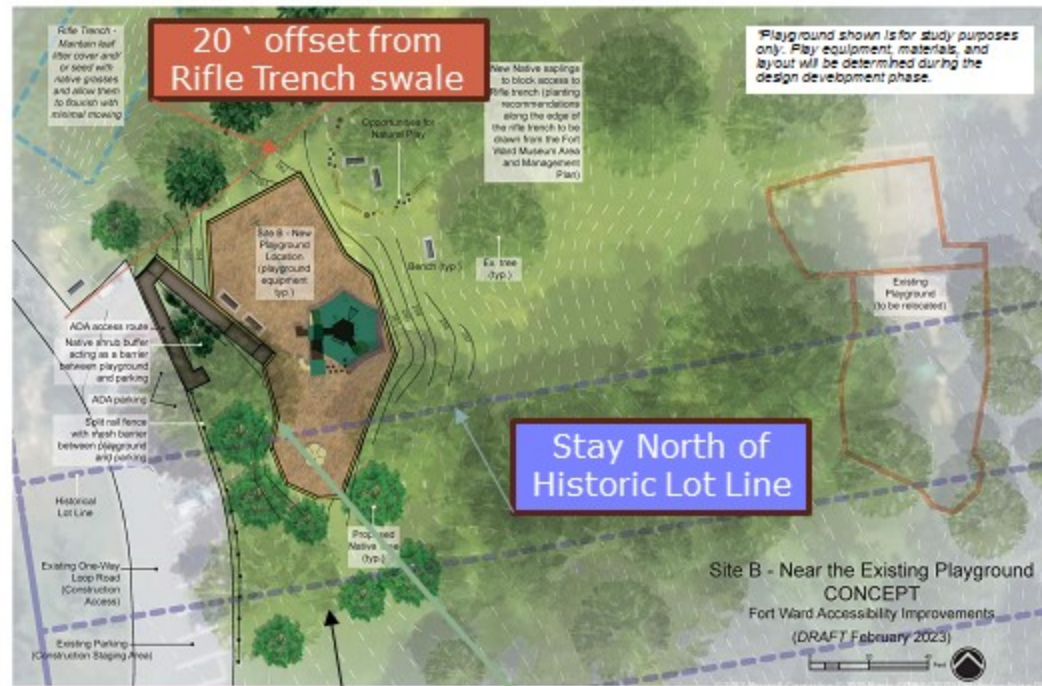 Rifle Trench -
Maintain leaf
litter cover and/
or seed with
native grasses
and allow them
to flourish with
minimal mowing
20 ` offset from
Rifle Trench swale
*Playground shown is for study purposes
only. Play equipment, materials, and
layout will be determined during the
design development phase.
New Native saplings
to block access to
Rifle trench (planting
recommendations
along the edge of
the rifle trench to be
drawn from the Fort
Ward Museum Area
and Management
Plan)
Opportunities for
Natural Play
Site B - New
Playground
Location
(playground
equipment
typ.)
Bench (typ.)
Ex. tree
(typ.)
Existing
Playground
(to be relocated)
ADA access route
Native shrub buffer
acting as a barrier
between playground
and parking
ADA parking
Split rail fence
with mesh barrier
between playground
and parking
Stay North of
Historic Lot Line
Historical
Lot Line
Proposed
Native tree
(typ.)
Existing One-Way
Loop Road
(Construction
Access)
Existing Parking
(Construction Staging Area)
Site B - Near the Existing Playground
CONCEPT
Fort Ward Accessibility Improvements
(DRAFT February 2023)
Feet